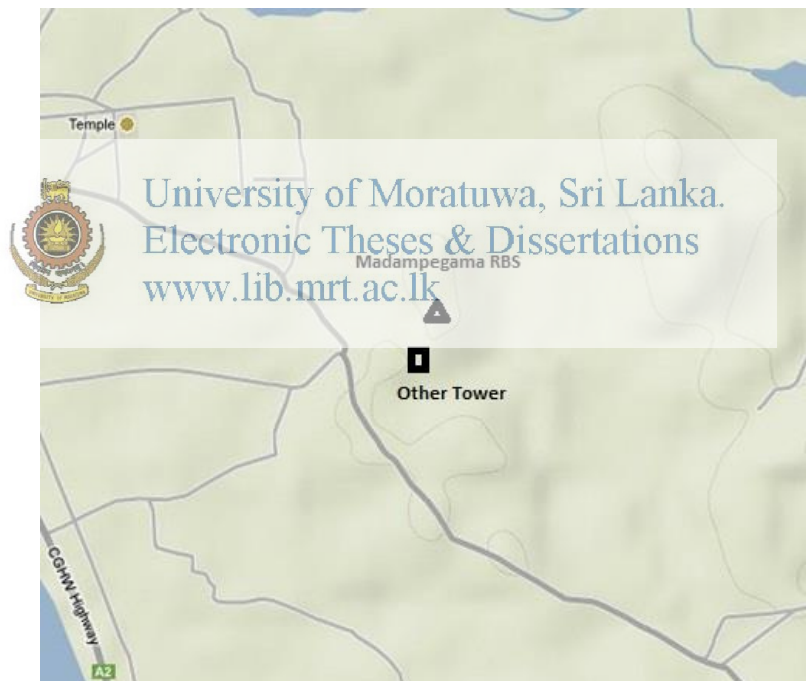 Temple
University of Moratuwa, Sri Lanka.
Electronic Theses & Dissertations
Madampegama RBS
www.lib.mrt.ac.lk
Other Tower
CGHW Highway
A2